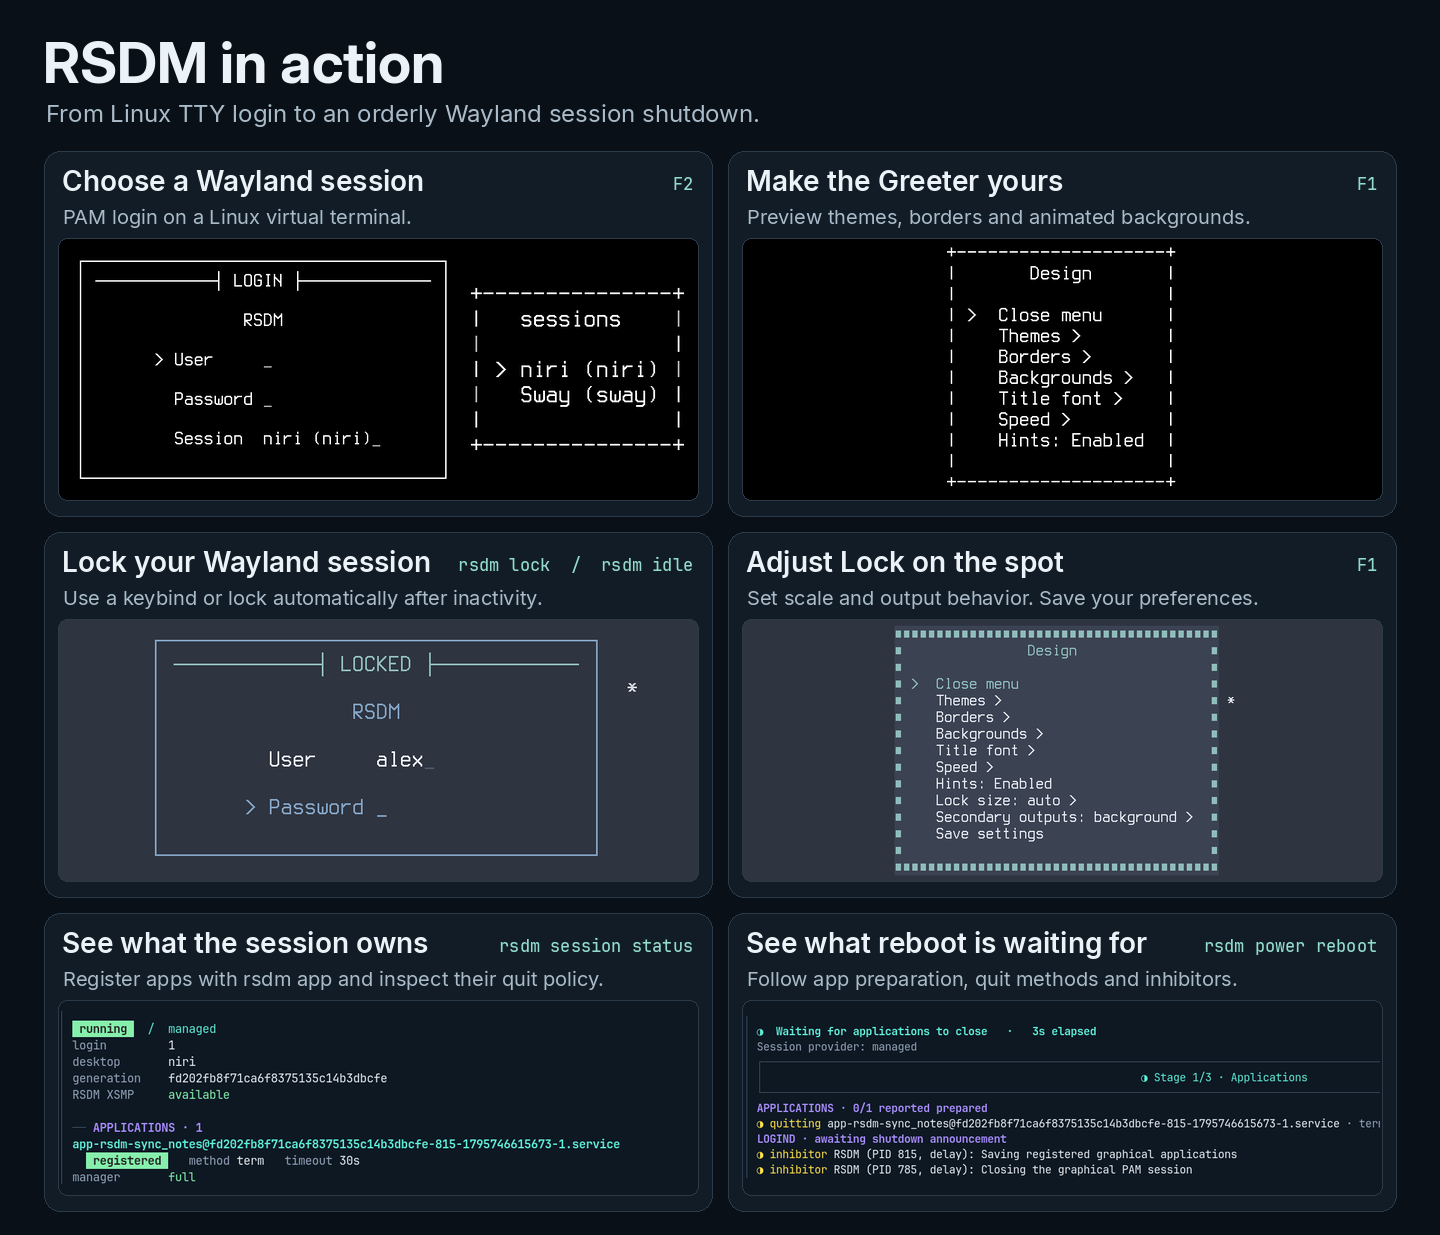 RSDM in action
From Linux TTY login to an orderly Wayland session shutdown.
Choose a Wayland session F2
PAM login on a Linux virtual terminal.
LOGIN
RSDM
> User _
Password _
Session niri (niri)_
sessions
> niri (niri)
Sway (sway)
Make the Greeter yours F1
Preview themes, borders and animated backgrounds.
Design
> Close menu
Themes >
Borders >
Backgrounds >
Title font >
Speed >
Hints: Enabled
Lock your Wayland session rsdm lock / rsdm idle
Use a keybind or lock automatically after inactivity.
LOCKED
RSDM
User alex_
> Password _
*
Adjust Lock on the spot F1
Set scale and output behavior. Save your preferences.
Design
> Close menu
Themes >
Borders >
Backgrounds >
Title font >
Speed >
Hints: Enabled
Lock size: auto >
Secondary outputs: background >
Save settings
*
See what the session owns rsdm session status
Register apps with rsdm app and inspect their quit policy.
running / managed
login 1
desktop niri
generation fd202fb8f71ca6f8375135c14b3dbcfe
RSDM XSMP available
── APPLICATIONS · 1
app-rsdm-sync_notes@fd202fb8f71ca6f8375135c14b3dbcfe-815-1795746615673-1.service
registered method term timeout 30s
manager full
See what reboot is waiting for rsdm power reboot
Follow app preparation, quit methods and inhibitors.
◑ Waiting for applications to close · 3s elapsed
Session provider: managed
◑ Stage 1/3 · Applications
APPLICATIONS · 0/1 reported prepared
◑ quitting app-rsdm-sync_notes@fd202fb8f71ca6f8375135c14b3dbcfe-815-1795746615673-1.service ·
LOGIND · awaiting shutdown announcement
◑ inhibitor RSDM (PID 815, delay): Saving registered graphical applications
◑ inhibitor RSDM (PID 785, delay): Closing the graphical PAM session